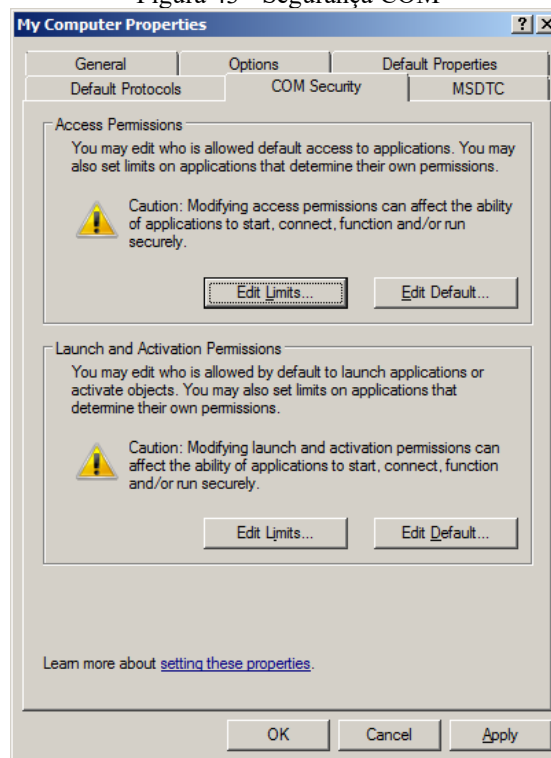 Figura 43 - Segurança COM
My Computer Properties
General Options Default Properties
Default Protocols COM Security MSDTC
Access Permissions
You may edit who is allowed default access to applications. You may
also set limits on applications that determine their own permissions.
Caution: Modifying access permissions can affect the ability
of applications to start, connect, function and/or run
securely.
Edit Limits... Edit Default...
Launch and Activation Permissions
You may edit who is allowed by default to launch applications or
activate objects. You may also set limits on applications that
determine their own permissions.
Caution: Modifying launch and activation permissions can
affect the ability of applications to start, connect, function
and/or run securely.
Edit Limits... Edit Default...
Learn more about setting these properties.
OK Cancel Apply